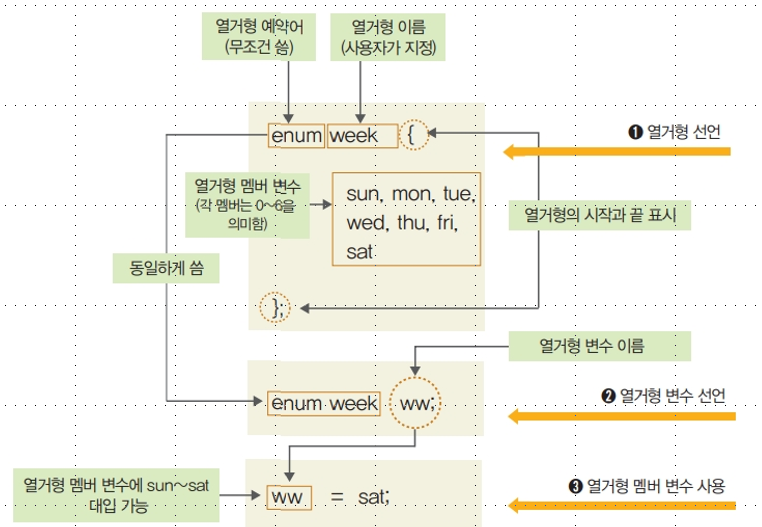 열거형 예약어
(무조건 씀)
열거형 이름
(사용자가 지정)
enum week {
❶ 열거형 선언
열거형 멤버 변수
(각 멤버는 0~6을
의미함)
sun, mon, tue,
wed, thu, fri,
sat
열거형의 시작과 끝 표시
동일하게 씀
};
열거형 변수 이름
enum week ww;
❷ 열거형 변수 선언
열거형 멤버 변수에 sun~sat
대입 가능
ww = sat;
❸ 열거형 멤버 변수 사용